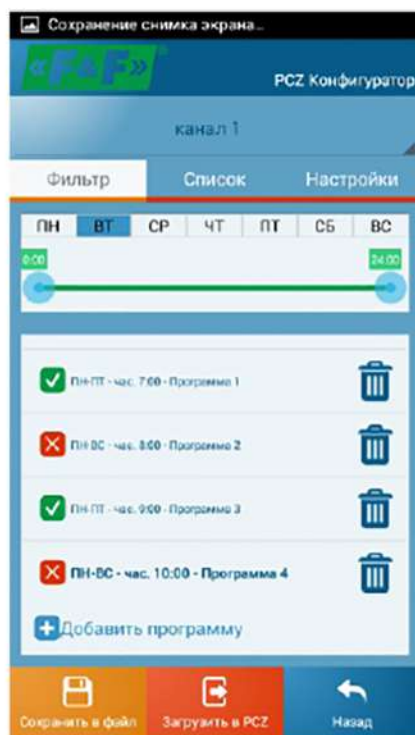 Сохранение снимка экрана...
«F&F»®
PCZ Конфигуратор
канал 1
Фильтр Список Настройки
ПН ВТ СР ЧТ ПТ СБ ВС
0:00 24:00
ПН-ПТ - час. 7:00 - Программа 1
ПН-ВС - час. 8:00 - Программа 2
ПН-ПТ - час. 9:00 - Программа 3
ПН-ВС - час. 10:00 - Программа 4
Добавить программу
Сохранить в файл Загрузить в PCZ Назад